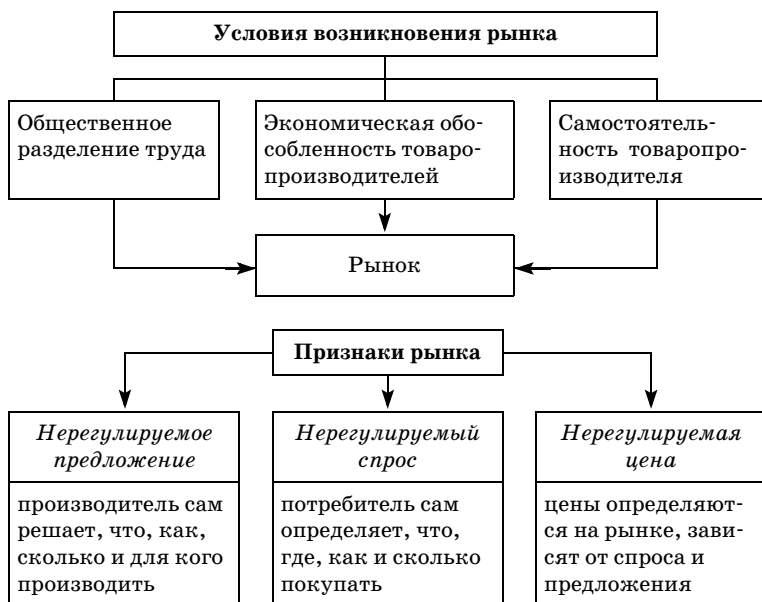 Условия возникновения рынка
Общественное
разделение труда
Экономическая обо-
собленность товаро-
производителей
Самостоятель-
ность товаропро-
изводителя
Рынок
Признаки рынка
Нерегулируемое
предложение
производитель сам
решает, что, как,
сколько и для кого
производить
Нерегулируемый
спрос
потребитель сам
определяет, что,
где, как и сколько
покупать
Нерегулируемая
цена
цены определяют-
ся на рынке, зави-
сят от спроса и
предложения